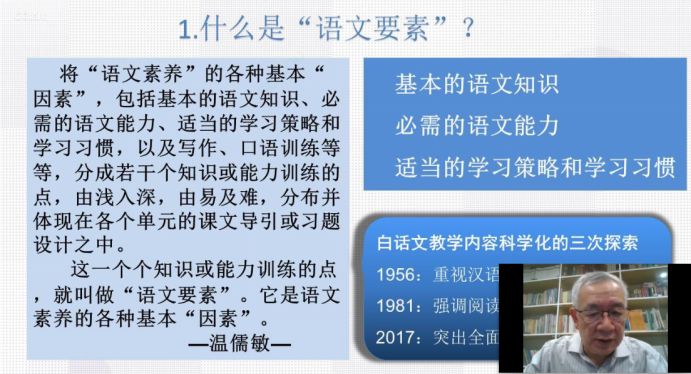 1.什么是“语文要素”?
将“语文素养”的各种基本“
因素”，包括基本的语文知识、必
需的语文能力、适当的学习策略和
学习习惯，以及写作、口语训练等
等，分成若干个知识或能力训练的
点，由浅入深，由易及难，分布并
体现在各个单元的课文导引或习题
设计之中。
这一个个知识或能力训练的点
，就叫做“语文要素”。它是语文
素养的各种基本“因素”。
—温儒敏—
基本的语文知识
必需的语文能力
适当的学习策略和学习习惯
白话文教学内容科学化的三次探索
1956：重视汉语
1981：强调阅读
2017：突出全面